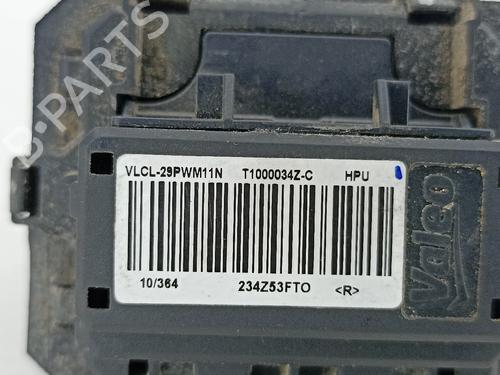 B-PARTS
VLCL-29PWM11N T1000034Z-C HPU
10/364 234Z53FTO <R>
Valeo